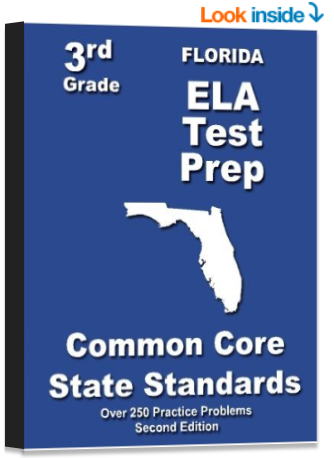 Look inside
3rd
Grade
FLORIDA
ELA
Test
Prep
Common Core
State Standards
Over 250 Practice Problems
Second Edition